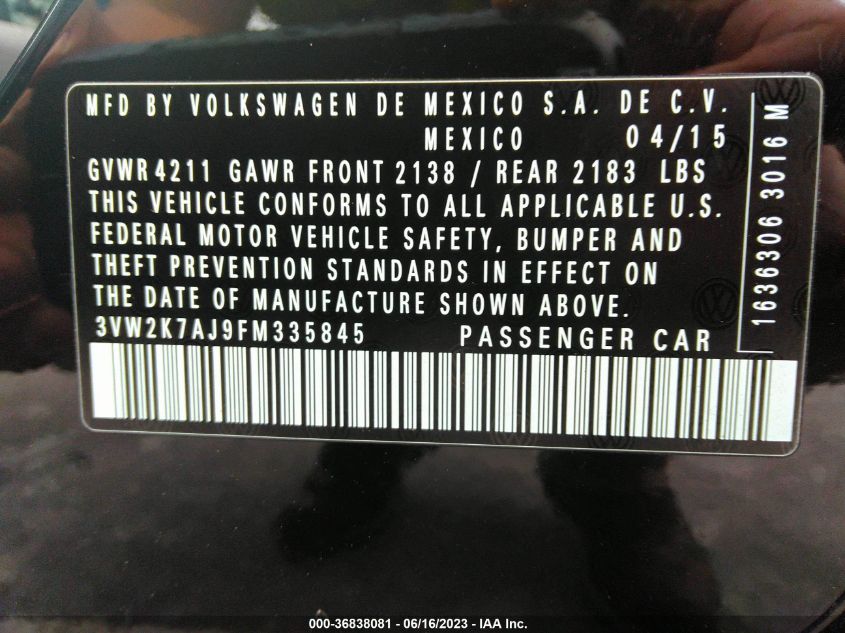 MFD BY VOLKSWAGEN DE MEXICO S.A. DE C.V.
MEXICO 04/15
GVWR 4211 GAWR FRONT 2138 / REAR 2183 LBS
THIS VEHICLE CONFORMS TO ALL APPLICABLE U.S.
FEDERAL MOTOR VEHICLE SAFETY, BUMPER AND
THEFT PREVENTION STANDARDS IN EFFECT ON
THE DATE OF MANUFACTURE SHOWN ABOVE.
3VW2K7AJ9FM335845 PASSENGER CAR
1636306 3016 M
000-36838081 - 06/16/2023 - IAA Inc.